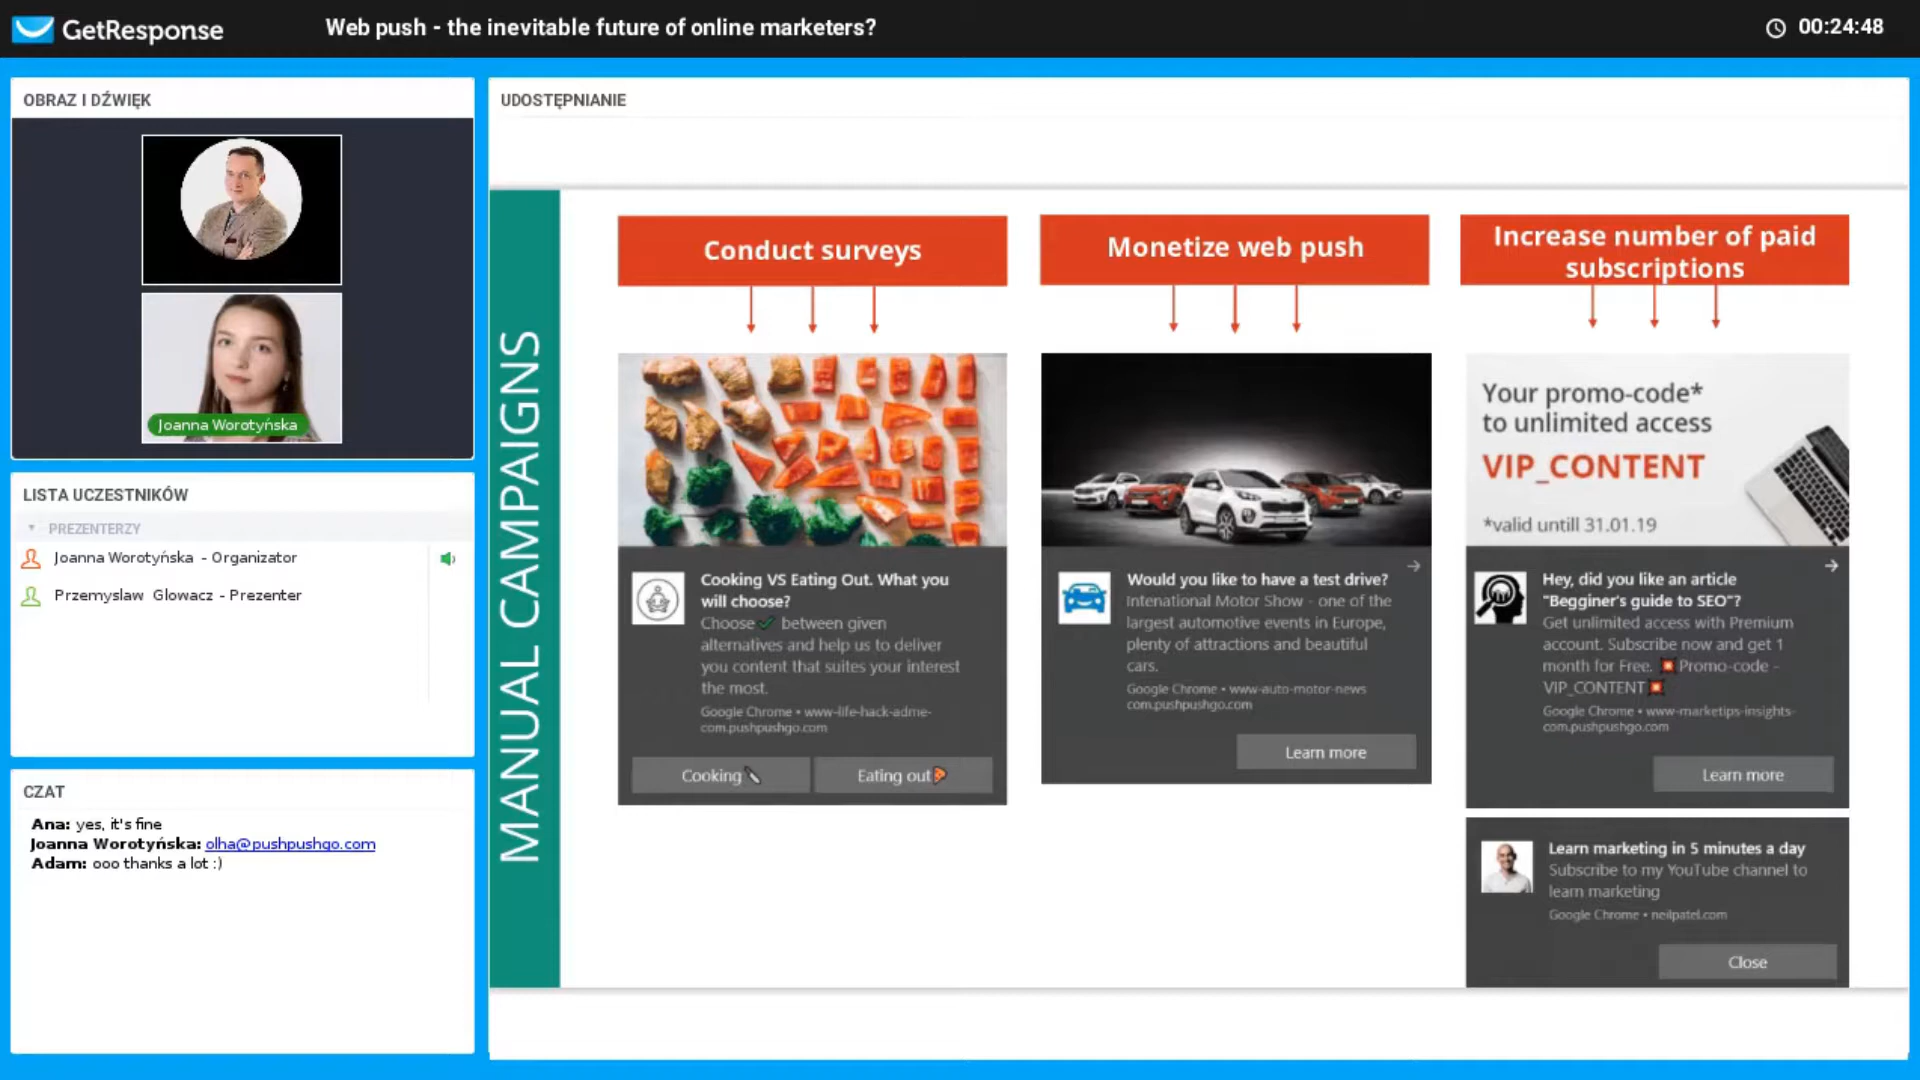 GetResponse
Web push - the inevitable future of online marketers?
00:24:48
OBRAZ I DŹWIĘK
Joanna Worotyńska
LISTA UCZESTNIKÓW
PREZENTERZY
Joanna Worotyńska - Organizator
Przemyslaw Glowacz - Prezenter
CZAT
Ana: yes, it's fine
Joanna Worotyńska: olha@pushpushgo.com
Adam: ooo thanks a lot :)
UDOSTĘPNIANIE
MANUAL CAMPAIGNS
Conduct surveys
Cooking VS Eating Out. What you
will choose?
Choose✔ between given
alternatives and help us to deliver
you content that suites your interest
the most.
Google Chrome • www-life-hack-adme-
com.pushpushgo.com
Cooking🔪
Eating out🍕
Monetize web push
Would you like to have a test drive?
Intenational Motor Show - one of the
largest automotive events in Europe,
plenty of attractions and beautiful
cars.
Google Chrome • www-auto-motor-news
com.pushpushgo.com
Learn more
Increase number of paid
subscriptions
Your promo-code*
to unlimited access
VIP_CONTENT
*valid untill 31.01.19
Hey, did you like an article
"Begginer's guide to SEO"?
Get unlimited access with Premium
account. Subscribe now and get 1
month for Free. 💥Promo-code -
VIP_CONTENT💥
Google Chrome • www-marketips-insights-
com.pushpushgo.com
Learn more
Learn marketing in 5 minutes a day
Subscribe to my YouTube channel to
learn marketing
Google Chrome • neilpatel.com
Close